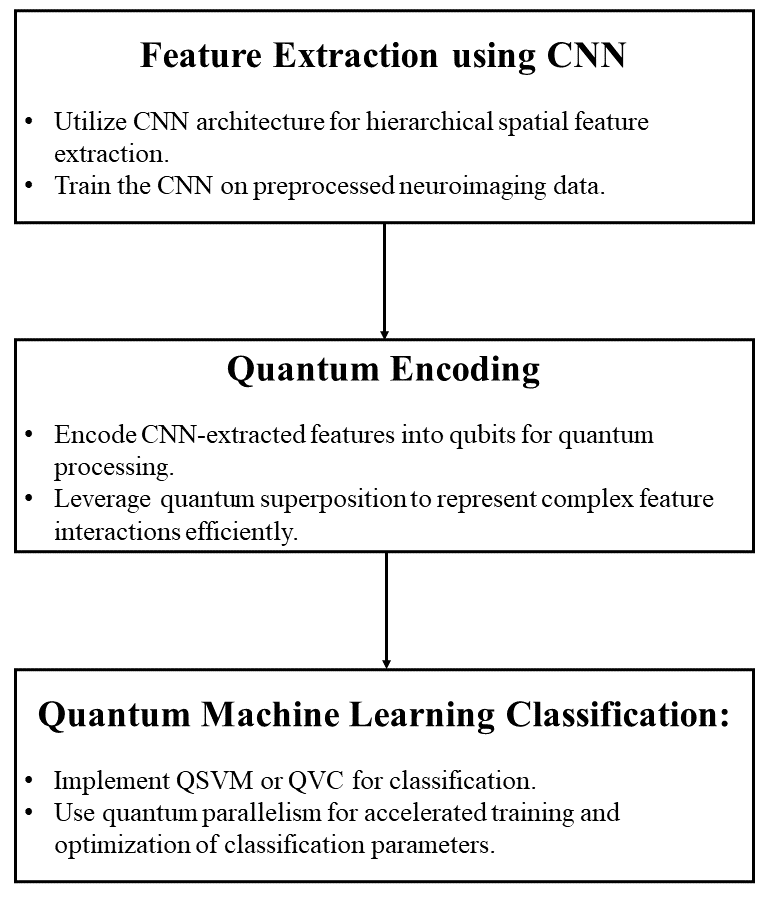 Feature Extraction using CNN
• Utilize CNN architecture for hierarchical spatial feature
extraction.
• Train the CNN on preprocessed neuroimaging data.
Quantum Encoding
• Encode CNN-extracted features into qubits for quantum
processing.
• Leverage quantum superposition to represent complex feature
interactions efficiently.
Quantum Machine Learning Classification:
• Implement QSVM or QVC for classification.
• Use quantum parallelism for accelerated training and
optimization of classification parameters.